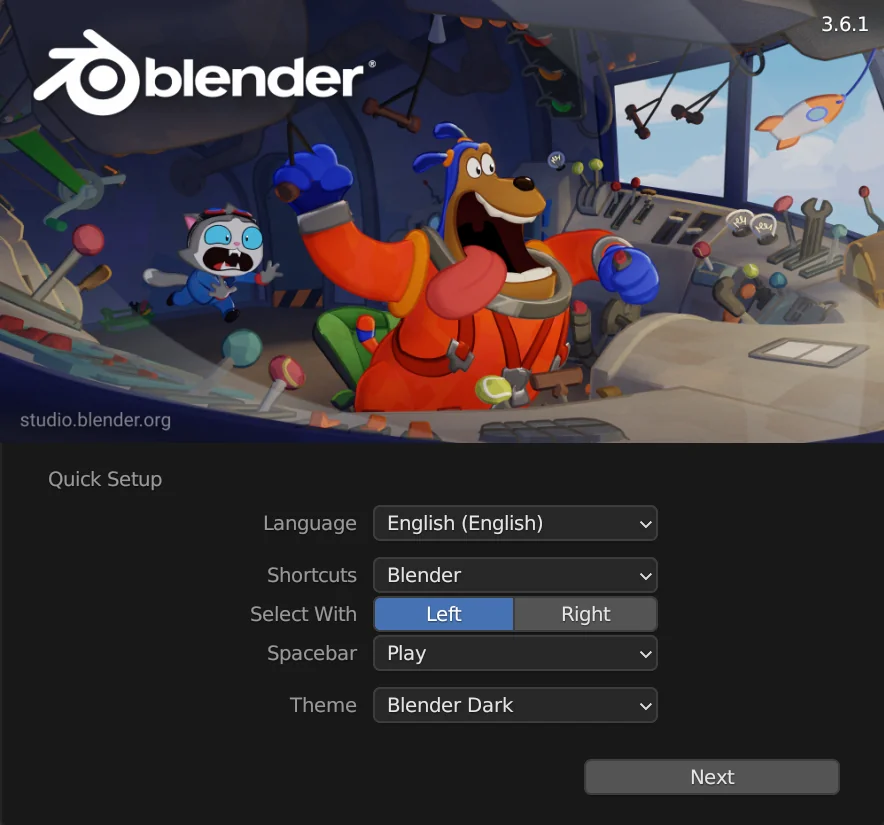 3.6.1
blender®
studio.blender.org
Quick Setup
Language English (English)
Shortcuts Blender
Select With Left Right
Spacebar Play
Theme Blender Dark
Next